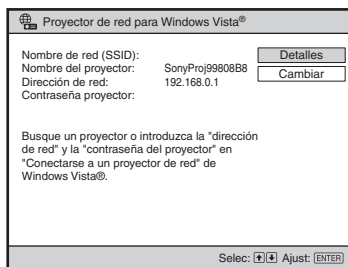 Proyector de red para Windows Vista®
Nombre de red (SSID):
Nombre del proyector: SonyProj99808B8
Dirección de red: 192.168.0.1
Contraseña proyector:
Detalles
Cambiar
Busque un proyector o introduzca la "dirección
de red" y la "contraseña del proyector" en
"Conectarse a un proyector de red" de
Windows Vista®.
Selec: Ajust: ENTER